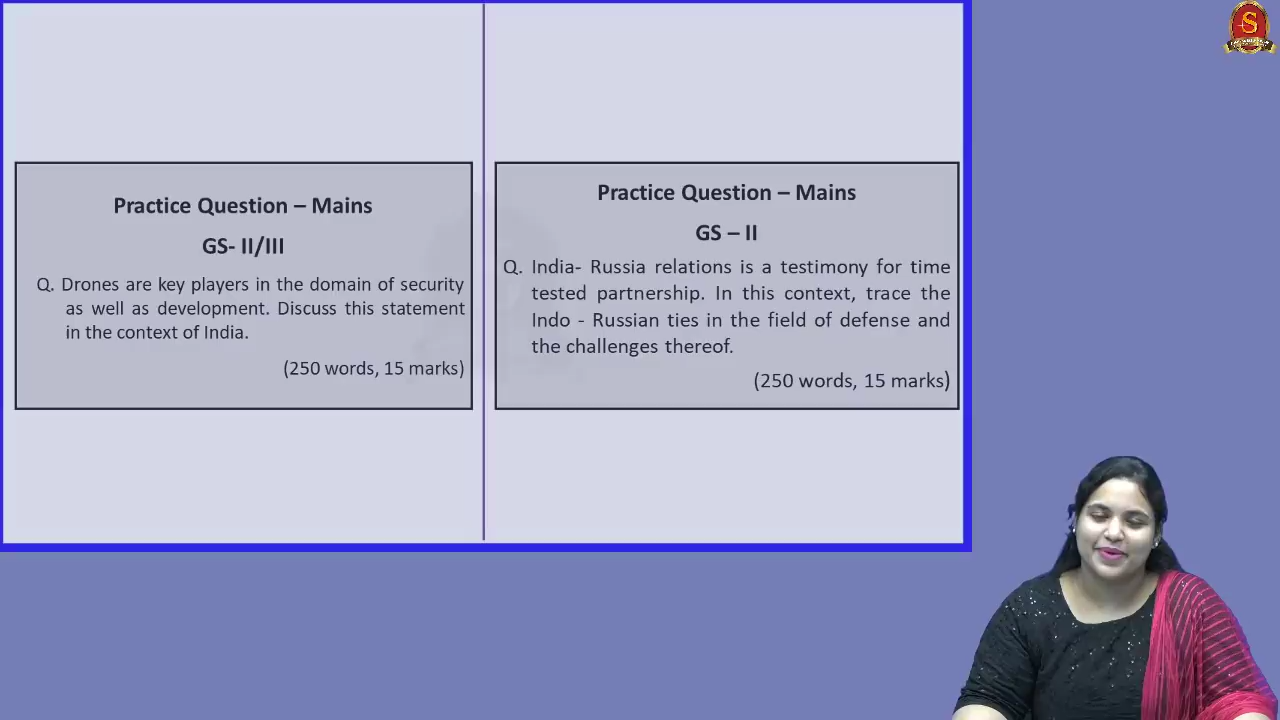 Practice Question – Mains
GS- II/III
Q. Drones are key players in the domain of security
as well as development. Discuss this statement
in the context of India.
(250 words, 15 marks)
Practice Question – Mains
GS – II
Q. India- Russia relations is a testimony for time
tested partnership. In this context, trace the
Indo - Russian ties in the field of defense and
the challenges thereof.
(250 words, 15 marks)
S